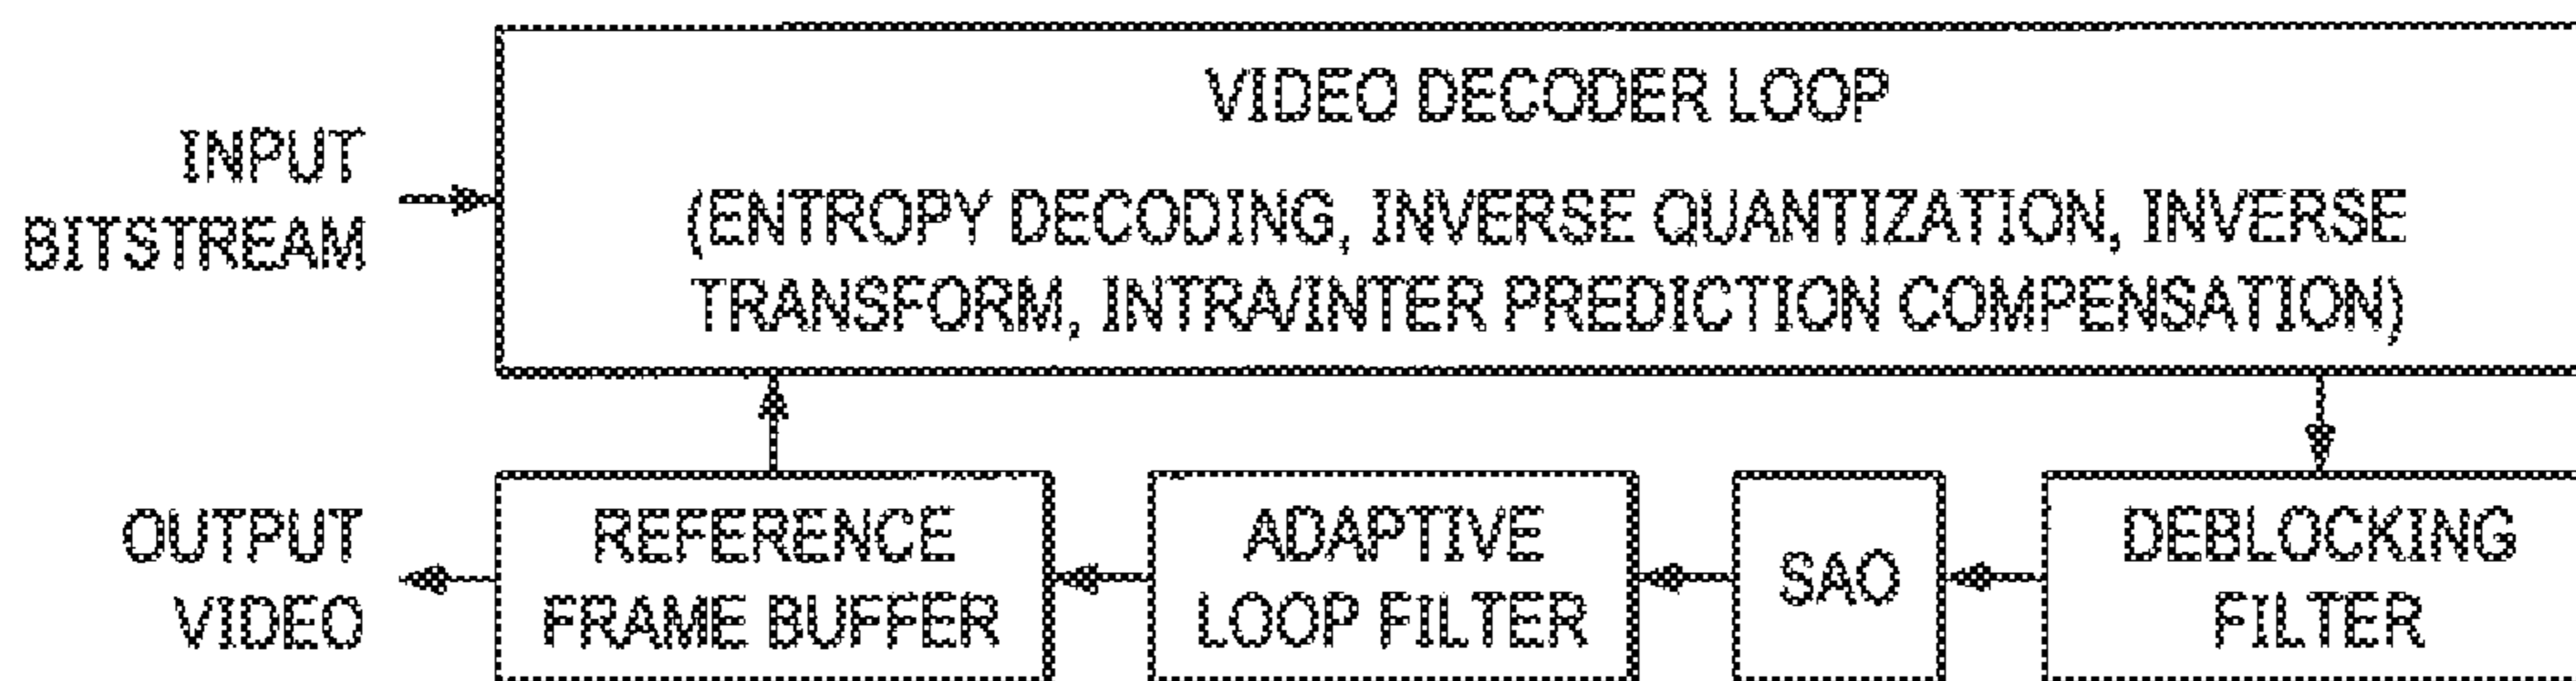 INPUT
BITSTREAM
VIDEO DECODER LOOP
(ENTROPY DECODING, INVERSE QUANTIZATION, INVERSE
TRANSFORM, INTRA/INTER PREDICTION COMPENSATION)
OUTPUT
VIDEO
REFERENCE
FRAME BUFFER
ADAPTIVE
LOOP FILTER
SAO
DEBLOCKING
FILTER